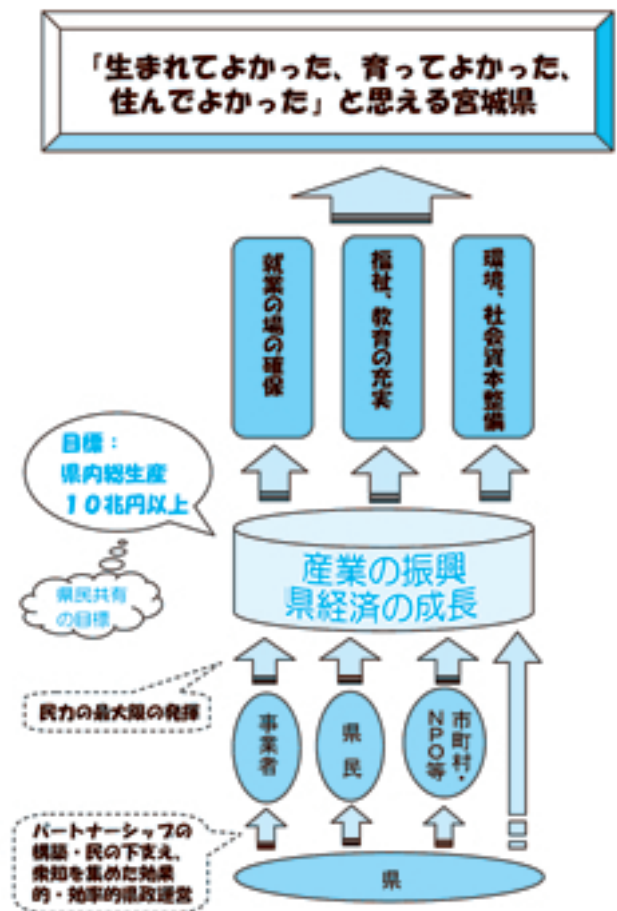 「生まれてよかった、育ってよかった、
住んでよかった」と思える宮城県
就業の場の確保
福祉、教育の充実
環境、社会資本整備
目標：
県内総生産
１０兆円以上
県民共有
の目標
産業の振興
県経済の成長
民力の最大限の発揮
事業者
県民
市町村・
NPO等
パートナーシップの
構築・民の下支え、
衆知を集めた効果
的・効率的県政運営
県